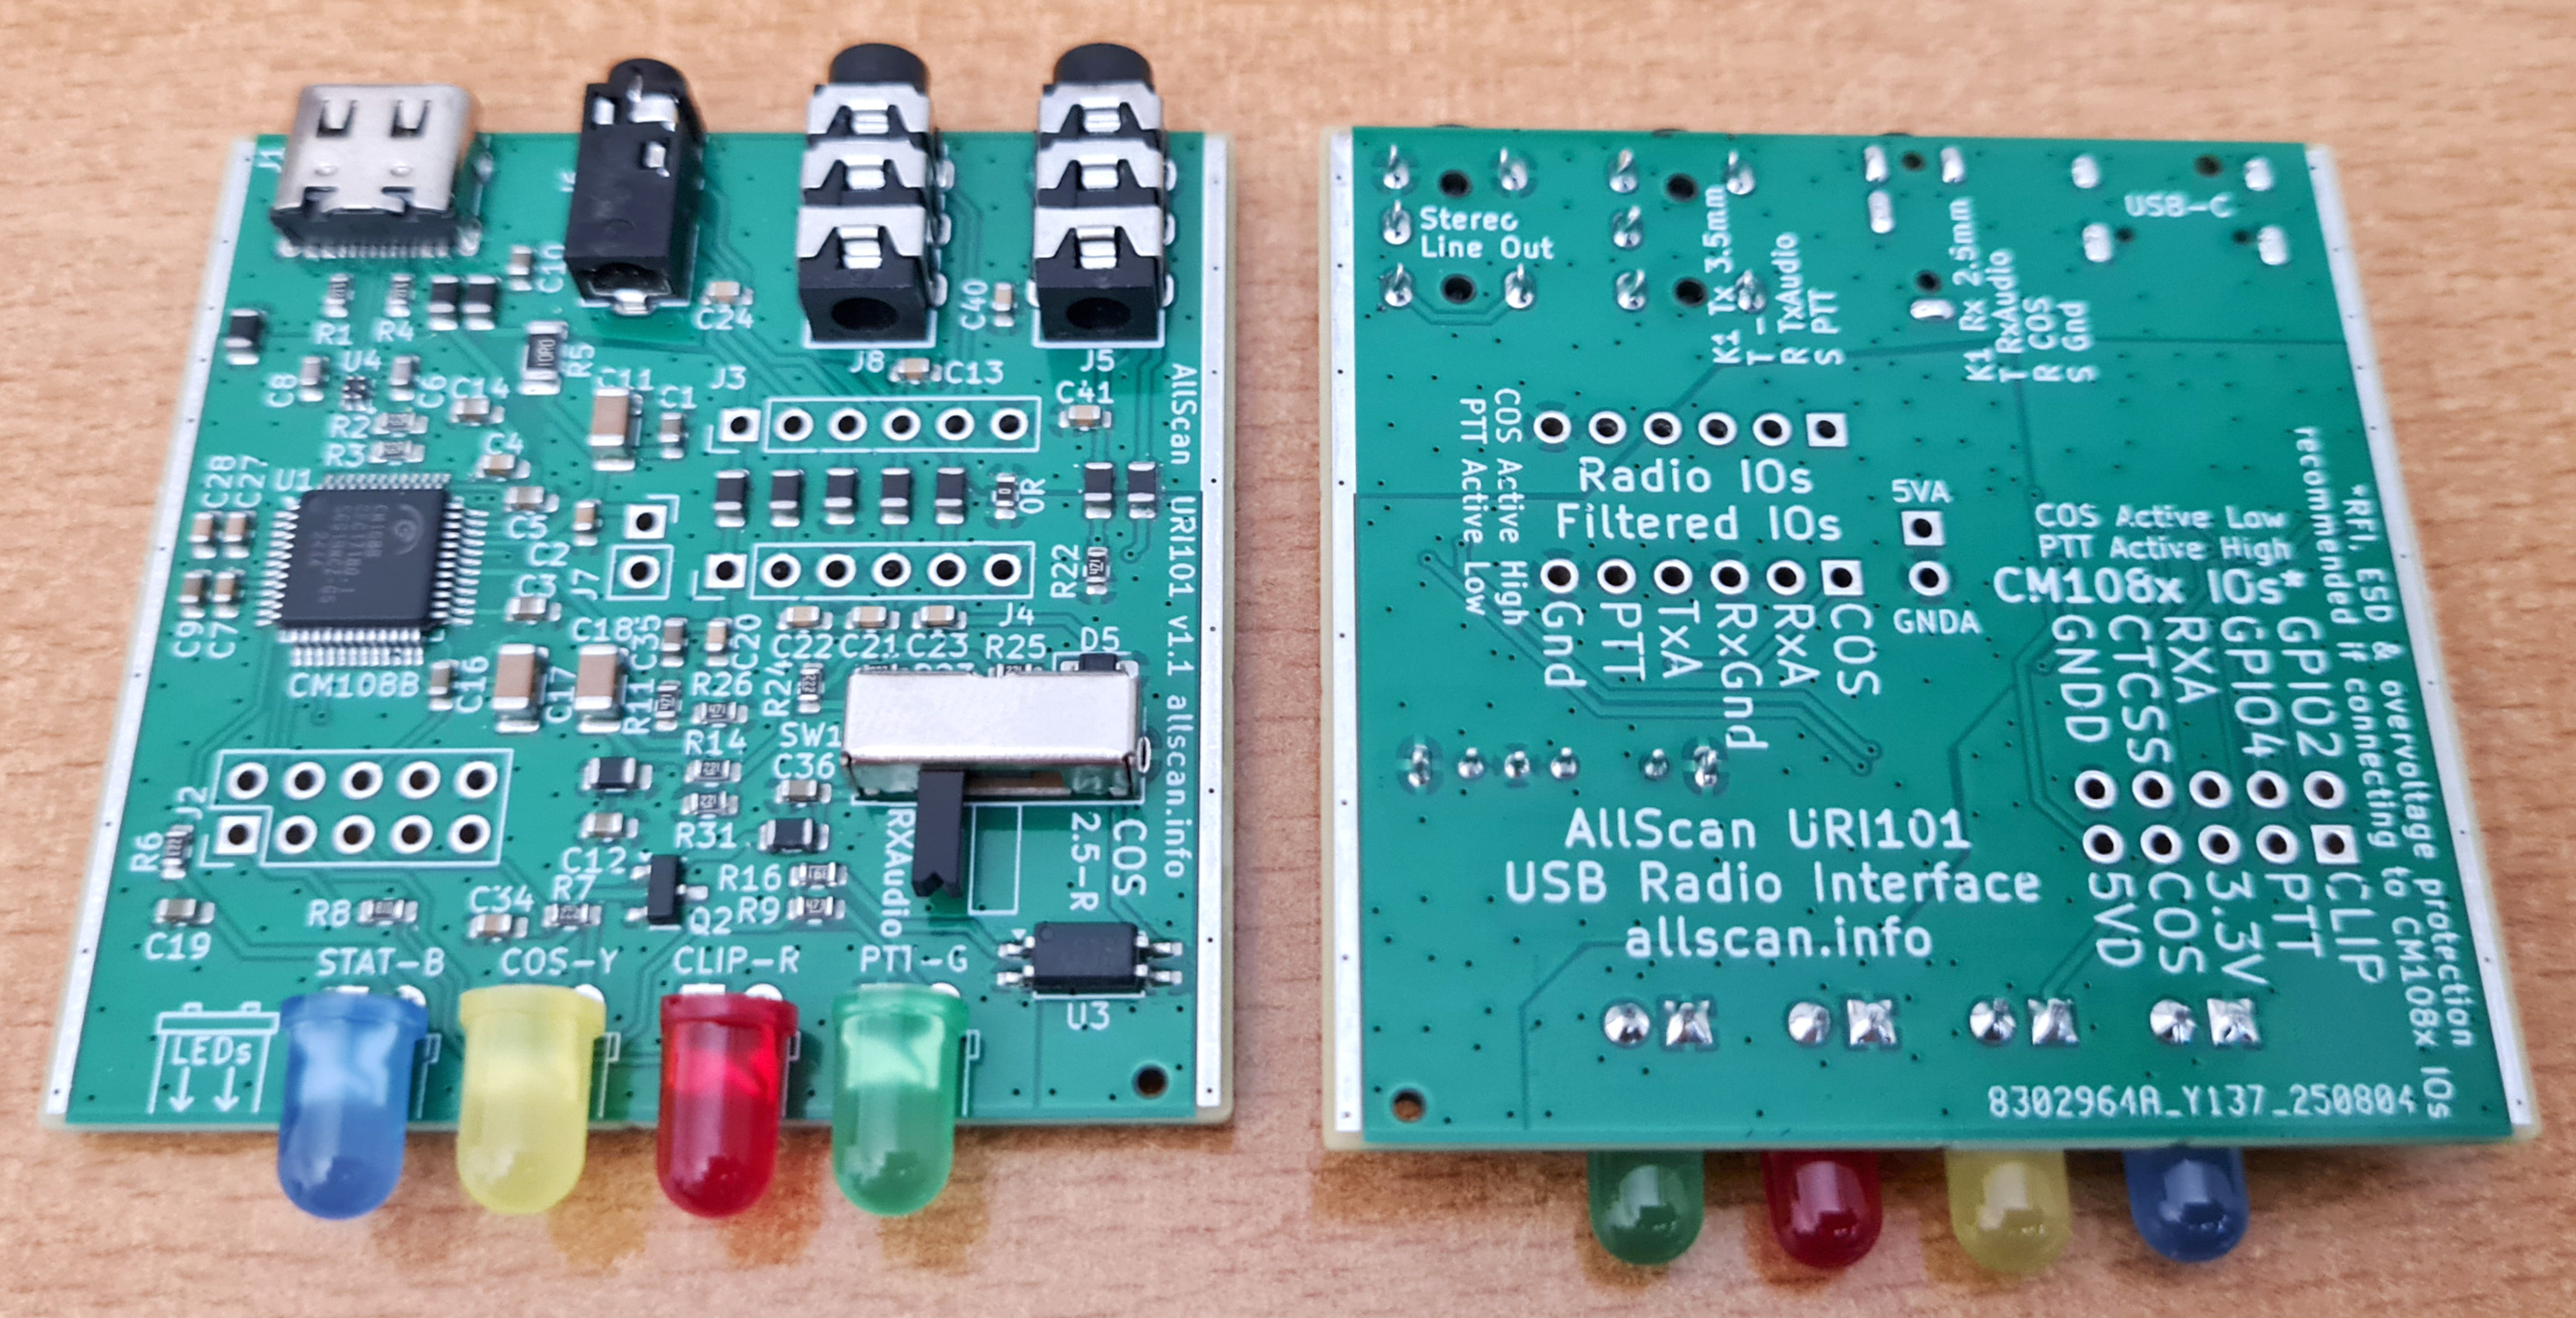 J1
C10
R1
R4
U4
C8
C6
C14
R5
C24
J8
C40
J5
C11
C1
J3
C13
C41
R2
R3
C4
C28
C27
U1
CM108B
C5
C2
C3
J7
0R
R22
J4
C9
C7
C18
C35
C20
C22
C21
C23
R25
D5
CM108B
C16
C17
R11
R26
R24
R14
SW1
C36
R31
J2
R6
C12
R7
R16
R9
Q2
C34
R8
C19
RXAudio
COS
2.5-R
AllScan URI101 v1.1 allscan.info
STAT-B
COS-Y
CLIP-R
PTT-G
U3
LEDs
Stereo
Line Out
K1 Tx 3.5mm
T -
R TxAudio
S PTT
K1 Rx 2.5mm
T RxAudio
R COS
S Gnd
USB-C
COS Active High
PTT Active Low
Radio IOs
Filtered IOs
Gnd
PTT
TxA
RxGnd
RxA
COS
5VA
GNDA
COS Active Low
PTT Active High
CM108x IOs*
GNDD
CTCSS
RXA
GPIO4
GPIO2
5VD
COS
3.3V
PTT
CLIP
*RFI, ESD & overvoltage protection
recommended if connecting to CM108x IOs
AllScan URI101
USB Radio Interface
allscan.info
8302964A_Y137_250804